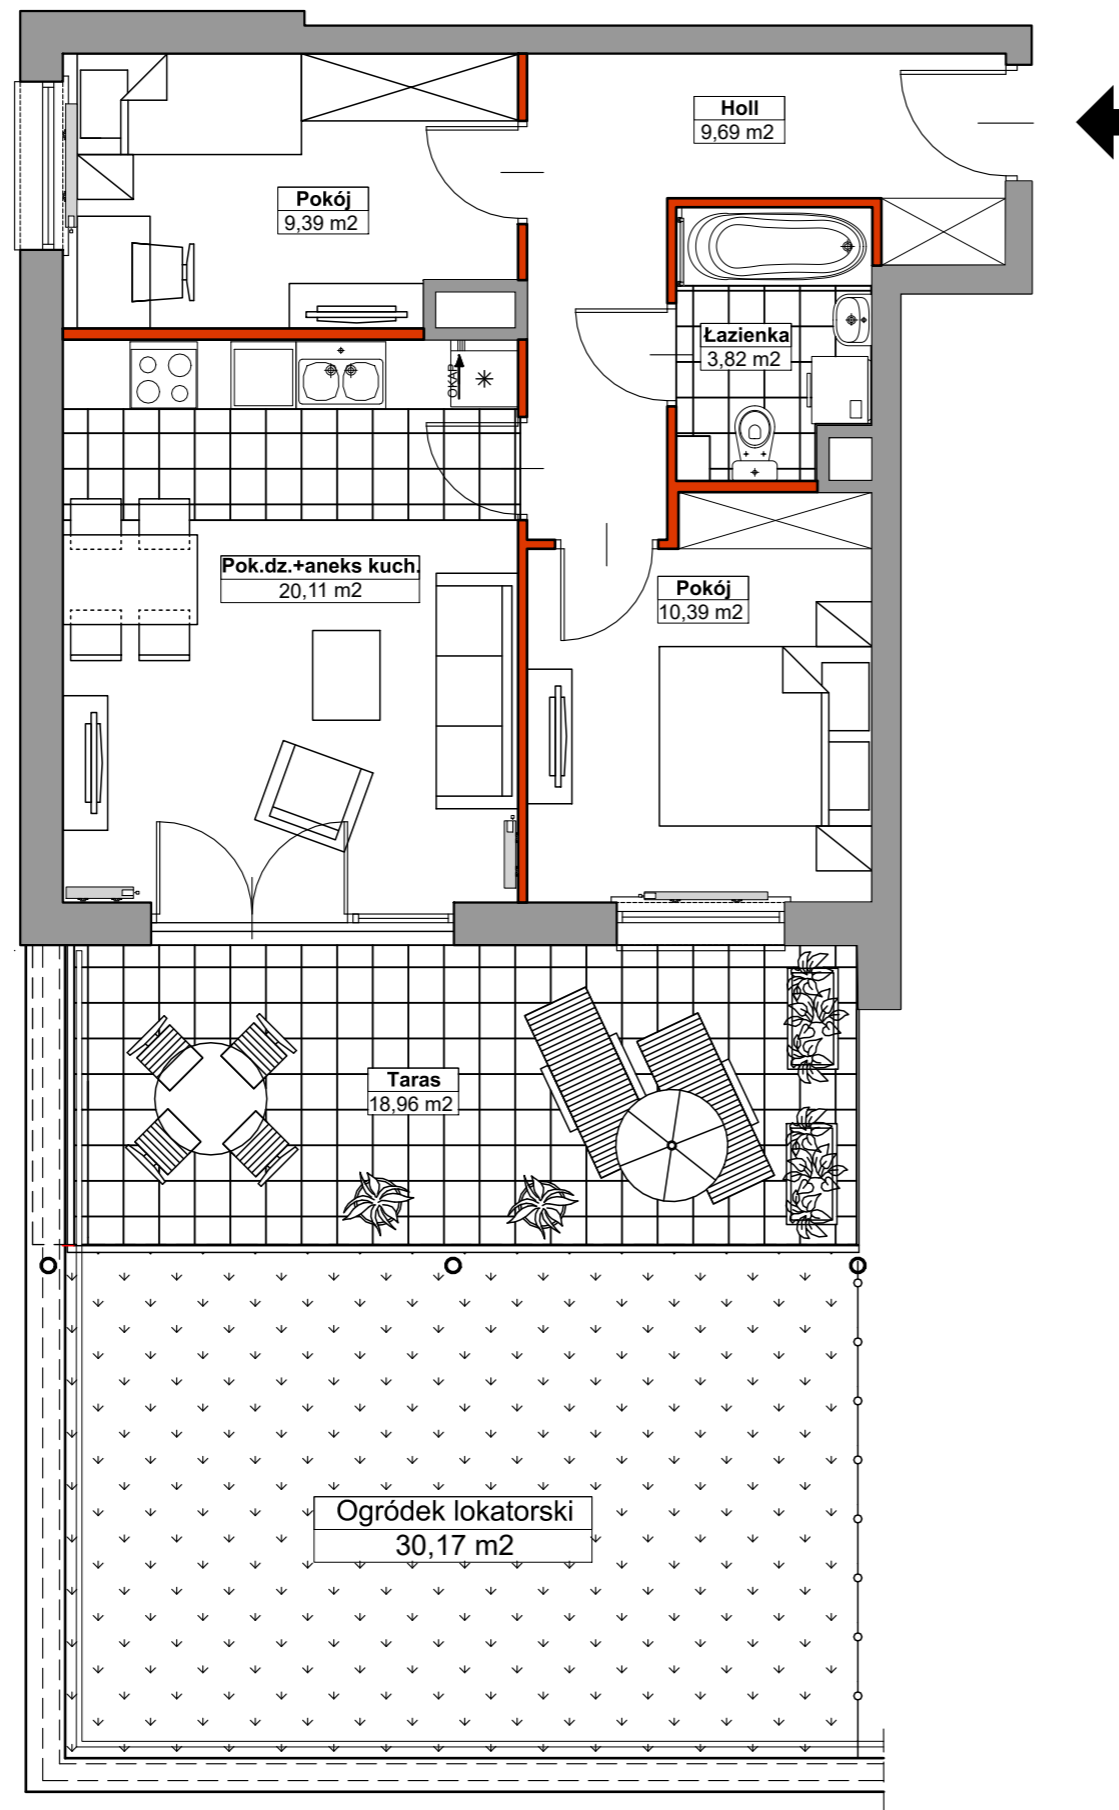 Holl
9,69 m2
Pokój
9,39 m2
Łazienka
3,82 m2
OKAP
Pok.dz.+aneks kuch.
20,11 m2
Pokój
10,39 m2
Taras
18,96 m2
Ogródek lokatorski
30,17 m2